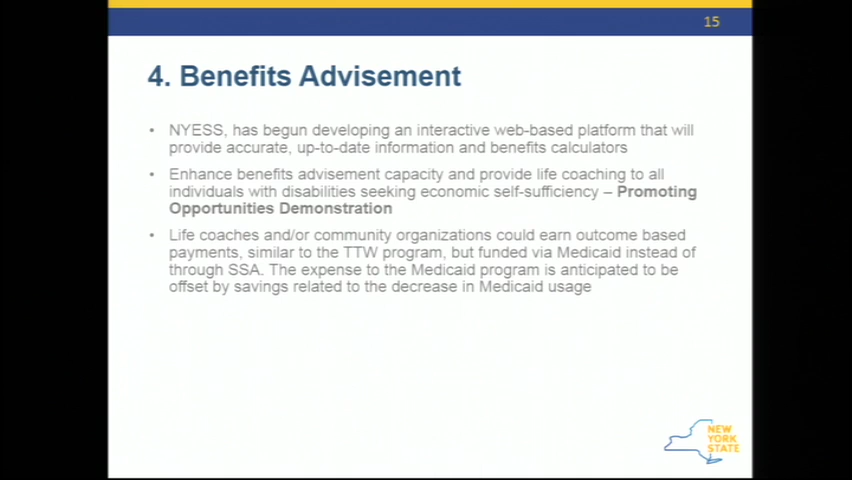 15
4. Benefits Advisement
• NYESS, has begun developing an interactive web-based platform that will
provide accurate, up-to-date information and benefits calculators
• Enhance benefits advisement capacity and provide life coaching to all
individuals with disabilities seeking economic self-sufficiency – Promoting
Opportunities Demonstration
• Life coaches and/or community organizations could earn outcome based
payments, similar to the TTW program, but funded via Medicaid instead of
through SSA. The expense to the Medicaid program is anticipated to be
offset by savings related to the decrease in Medicaid usage
NEW
YORK
STATE